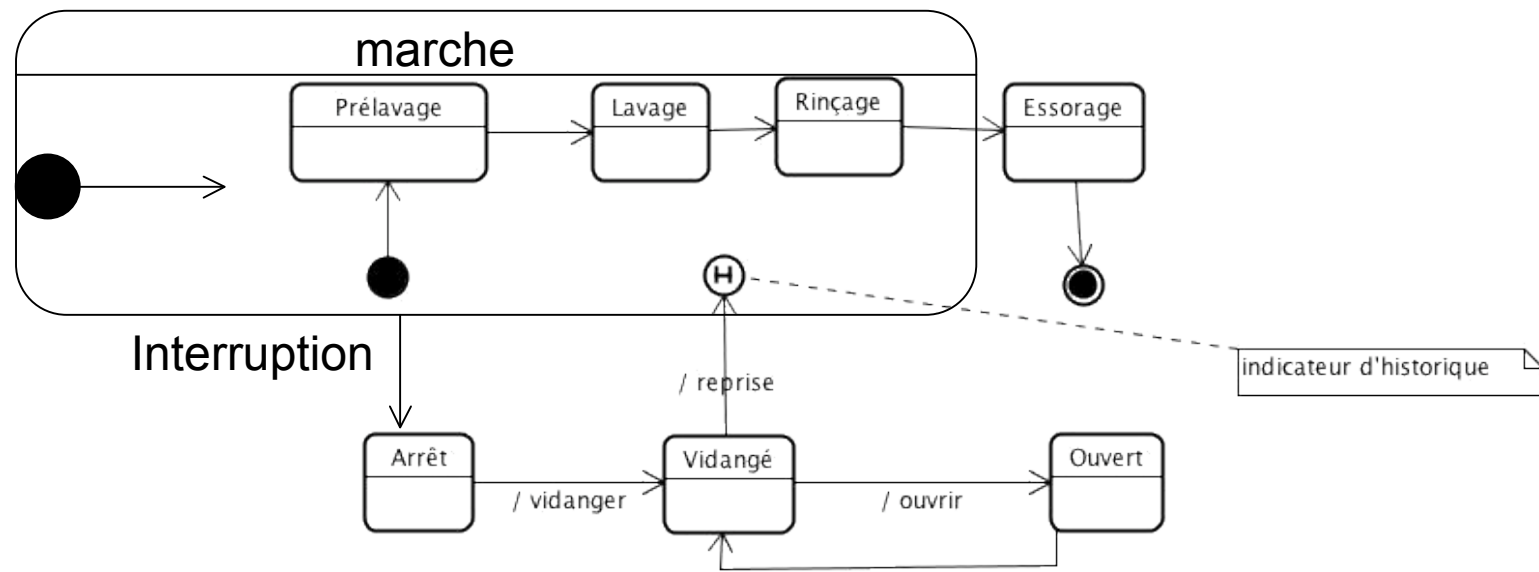 marche
Prélavage
Lavage
Rinçage
Essorage
H
Interruption
indicateur d'historique
/ reprise
Arrêt
Vidangé
Ouvert
/ vidanger
/ ouvrir